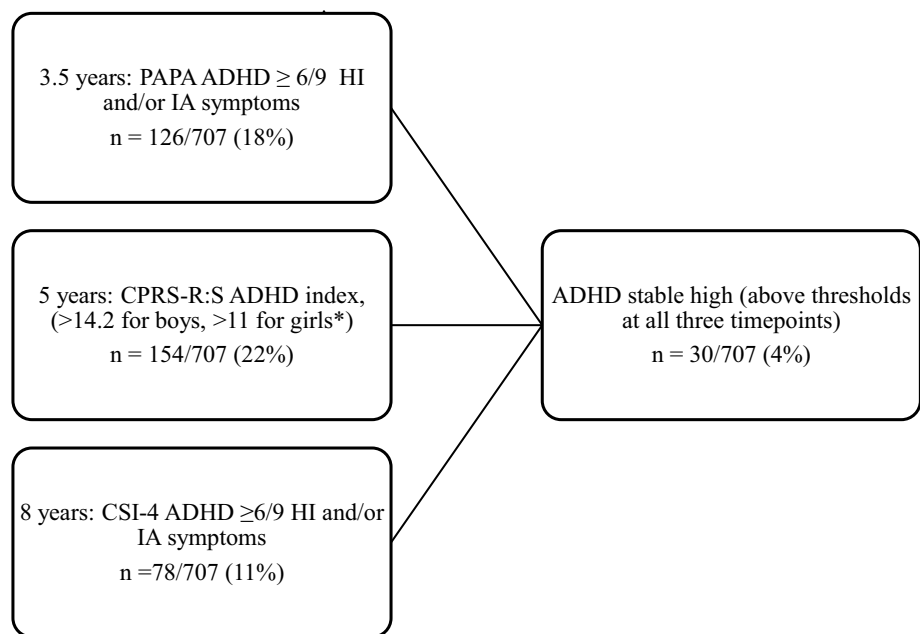 3.5 years: PAPA ADHD ≥ 6/9 HI
and/or IA symptoms
n = 126/707 (18%)
5 years: CPRS-R:S ADHD index,
(>14.2 for boys, >11 for girls*)
n = 154/707 (22%)
8 years: CSI-4 ADHD ≥6/9 HI and/or
IA symptoms
n =78/707 (11%)
ADHD stable high (above thresholds
at all three timepoints)
n = 30/707 (4%)